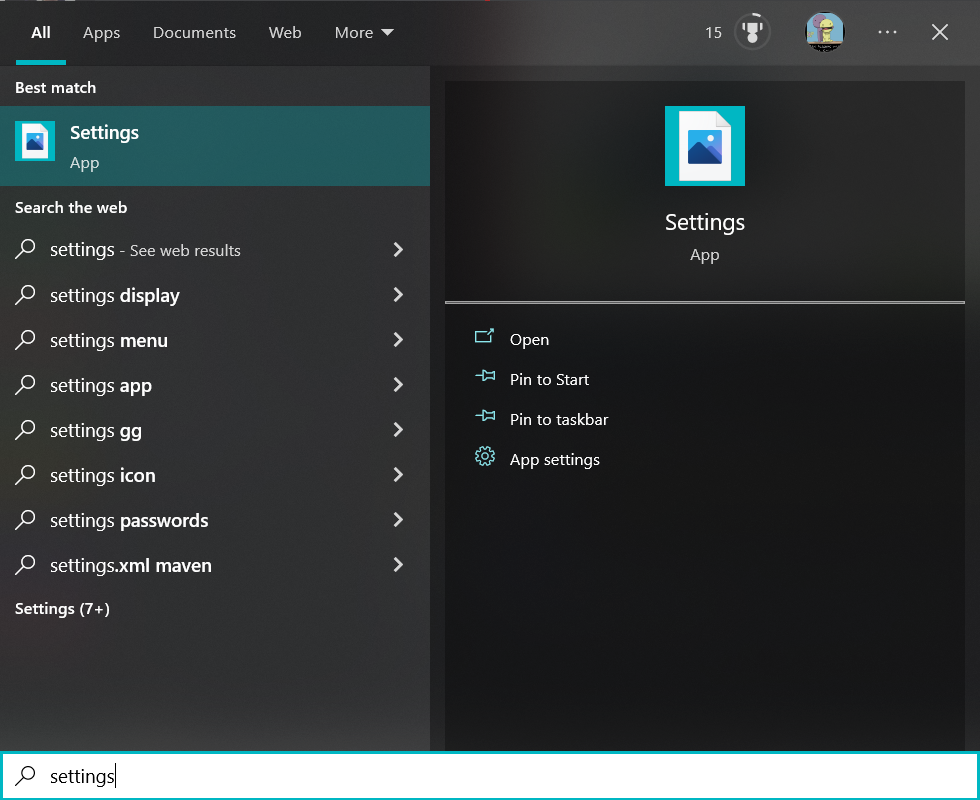 All Apps Documents Web More 15
Best match
Settings
App
Search the web
settings - See web results
settings display
settings menu
settings app
settings gg
settings icon
settings passwords
settings.xml maven
Settings (7+)
Settings
App
Open
Pin to Start
Pin to taskbar
App settings
settings